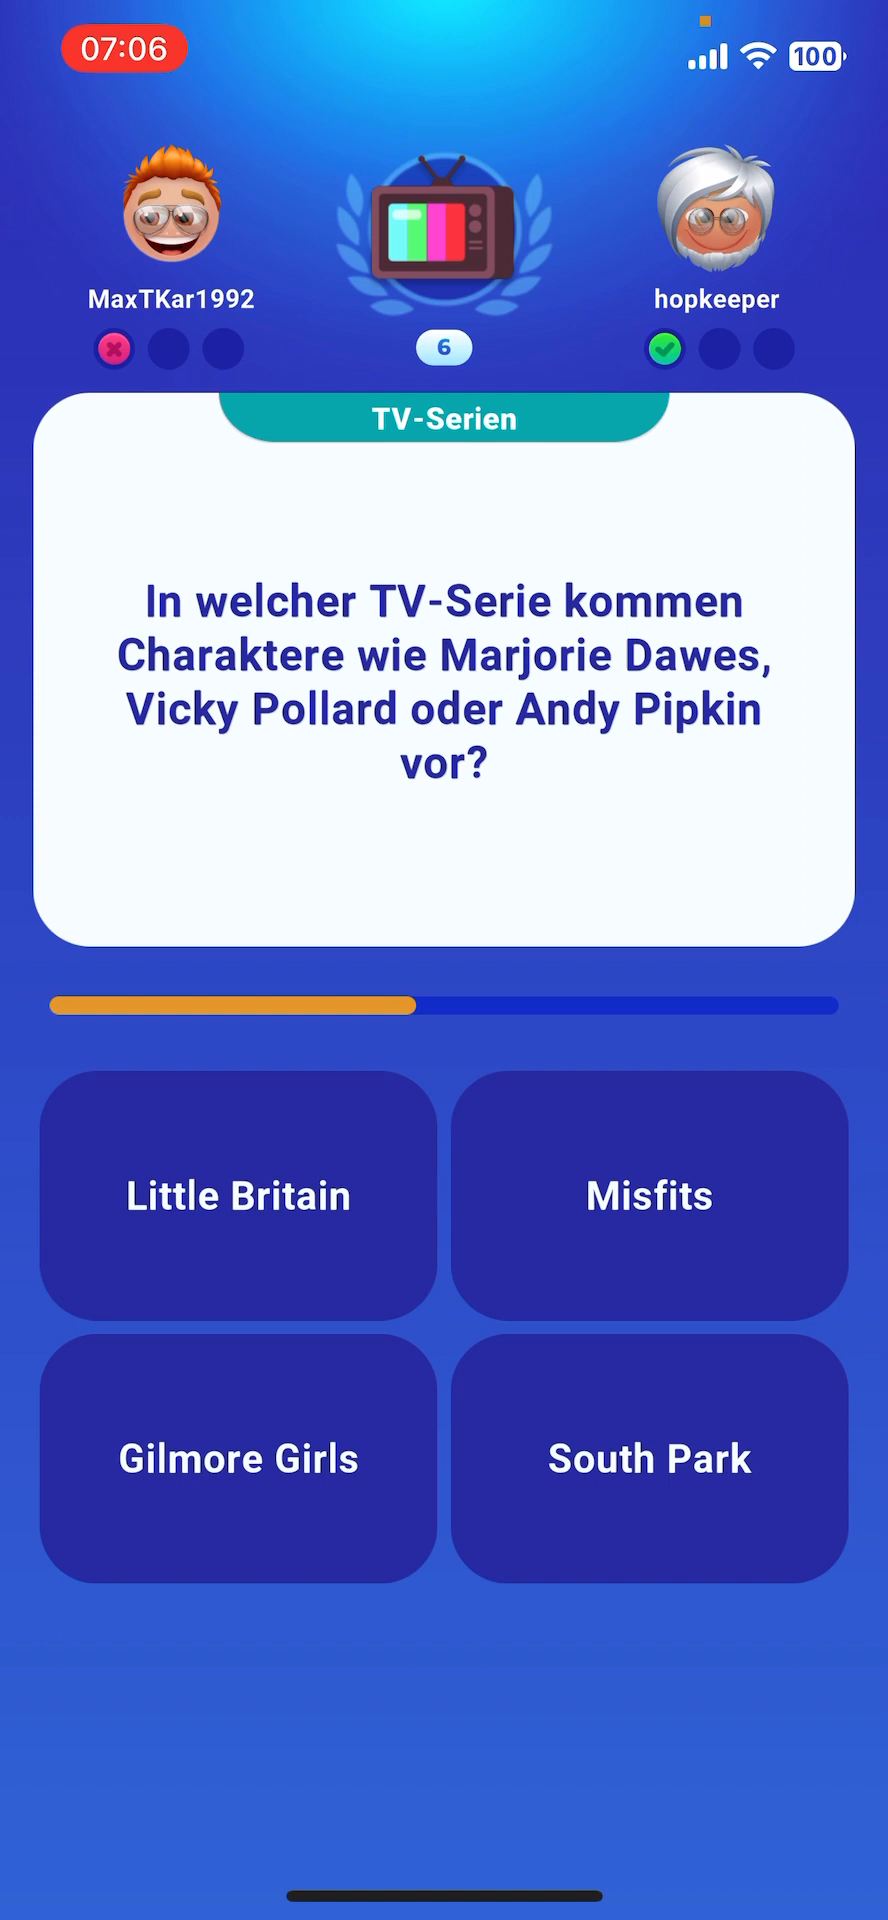 07:06
100
MaxTKar1992
hopkeeper
6
TV-Serien
In welcher TV-Serie kommen
Charaktere wie Marjorie Dawes,
Vicky Pollard oder Andy Pipkin
vor?
Little Britain
Misfits
Gilmore Girls
South Park